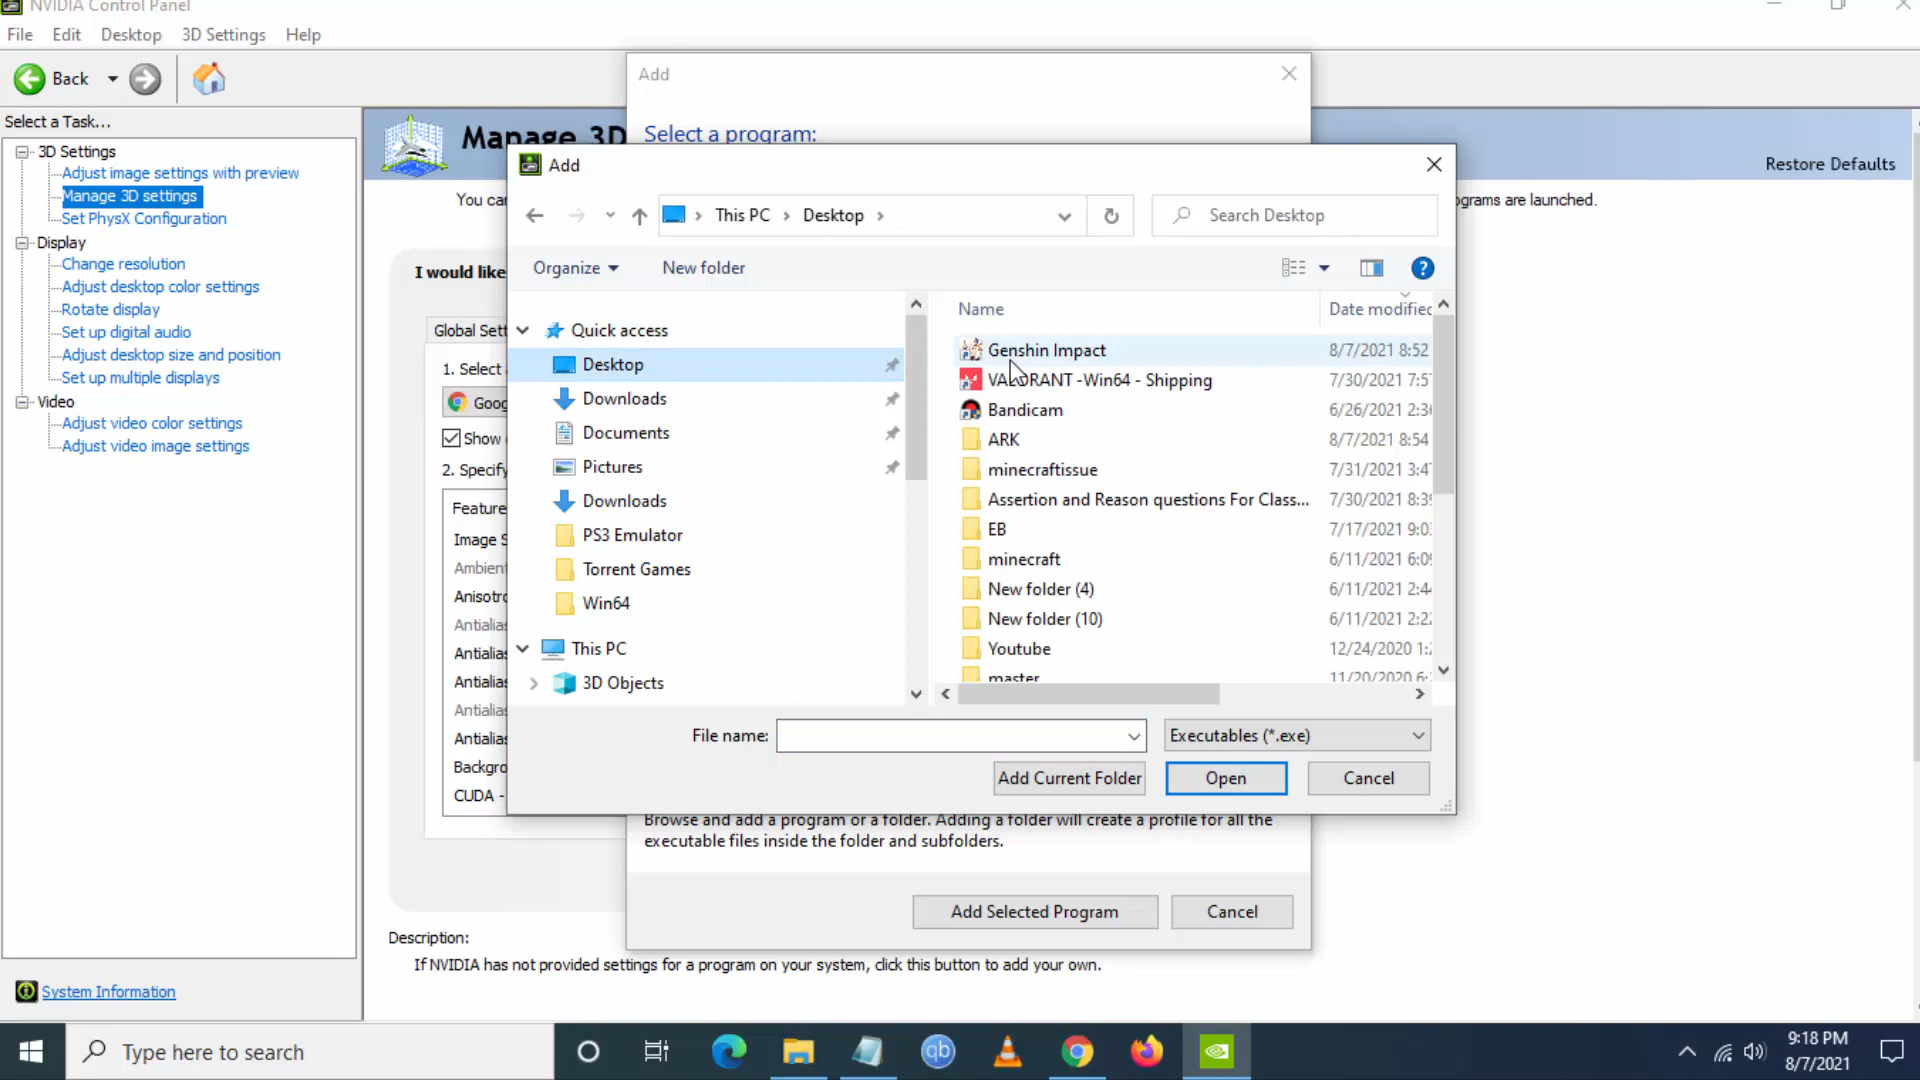 NVIDIA Control Panel
File Edit Desktop 3D Settings Help
Back
Select a Task...
3D Settings
Adjust image settings with preview
Manage 3D settings
Set PhysX Configuration
Display
Change resolution
Adjust desktop color settings
Rotate display
Set up digital audio
Adjust desktop size and position
Set up multiple displays
Video
Adjust video color settings
Adjust video image settings
System Information
Manage 3D
Restore Defaults
You can
programs are launched.
I would like
Global Sett
1. Select
Goog
Show
2. Specify
Feature
Image S
Ambien
Anisotro
Antialias
Antialias
Antialias
Antialias
Antialias
Backgro
CUDA -
Description:
If NVIDIA has not provided settings for a program on your system, click this button to add your own.
Add
Select a program:
Add
This PC > Desktop >
Search Desktop
Organize New folder
Quick access
Desktop
Downloads
Documents
Pictures
Downloads
PS3 Emulator
Torrent Games
Win64
This PC
3D Objects
Name Date modified
Genshin Impact 8/7/2021 8:52
VALORANT -Win64 - Shipping 7/30/2021 7:5
Bandicam 6/26/2021 2:3
ARK 8/7/2021 8:54
minecraftissue 7/31/2021 3:4
Assertion and Reason questions For Class... 7/30/2021 8:3
EB 7/17/2021 9:0
minecraft 6/11/2021 6:0
New folder (4) 6/11/2021 2:4
New folder (10) 6/11/2021 2:2
Youtube 12/24/2020 1:
master 11/20/2020 6:
File name: Executables (*.exe)
Add Current Folder Open Cancel
Browse and add a program or a folder. Adding a folder will create a profile for all the
executable files inside the folder and subfolders.
Add Selected Program Cancel
Type here to search
qb
9:18 PM
8/7/2021